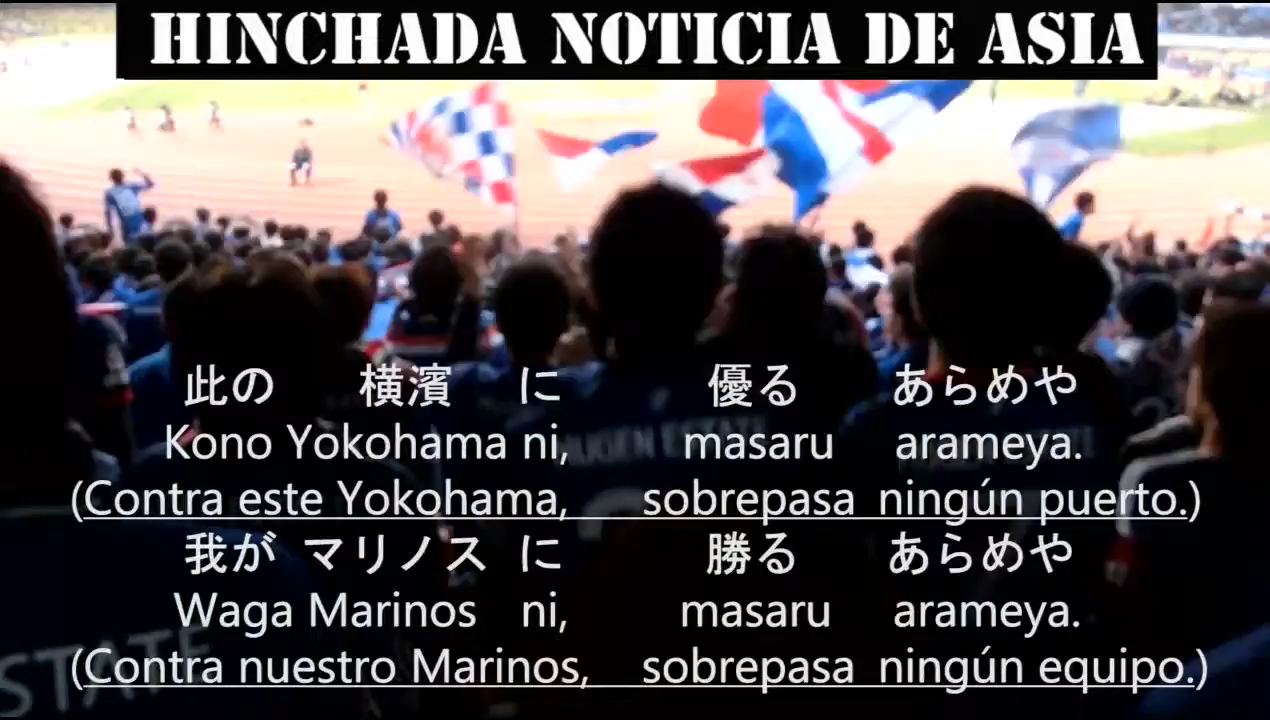 HINCHADA NOTICIA DE ASIA
此の 横濱 に 優る あらめや
Kono Yokohama ni, masaru arameya.
(Contra este Yokohama, sobrepasa ningún puerto.)
我が マリノス に 勝る あらめや
Waga Marinos ni, masaru arameya.
(Contra nuestro Marinos, sobrepasa ningún equipo.)
STATE